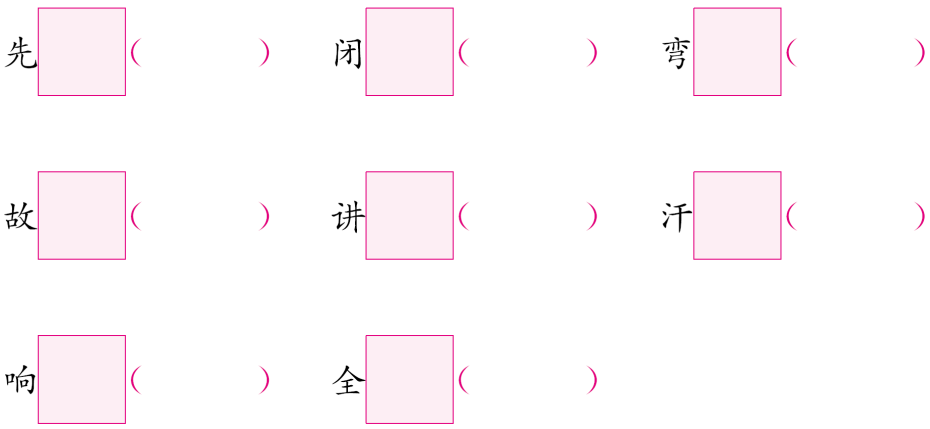 先□（　　）　闭□（　　）　弯□（　　）
故□（　　）　讲□（　　）　汗□（　　）
响□（　　）　全□（　　）